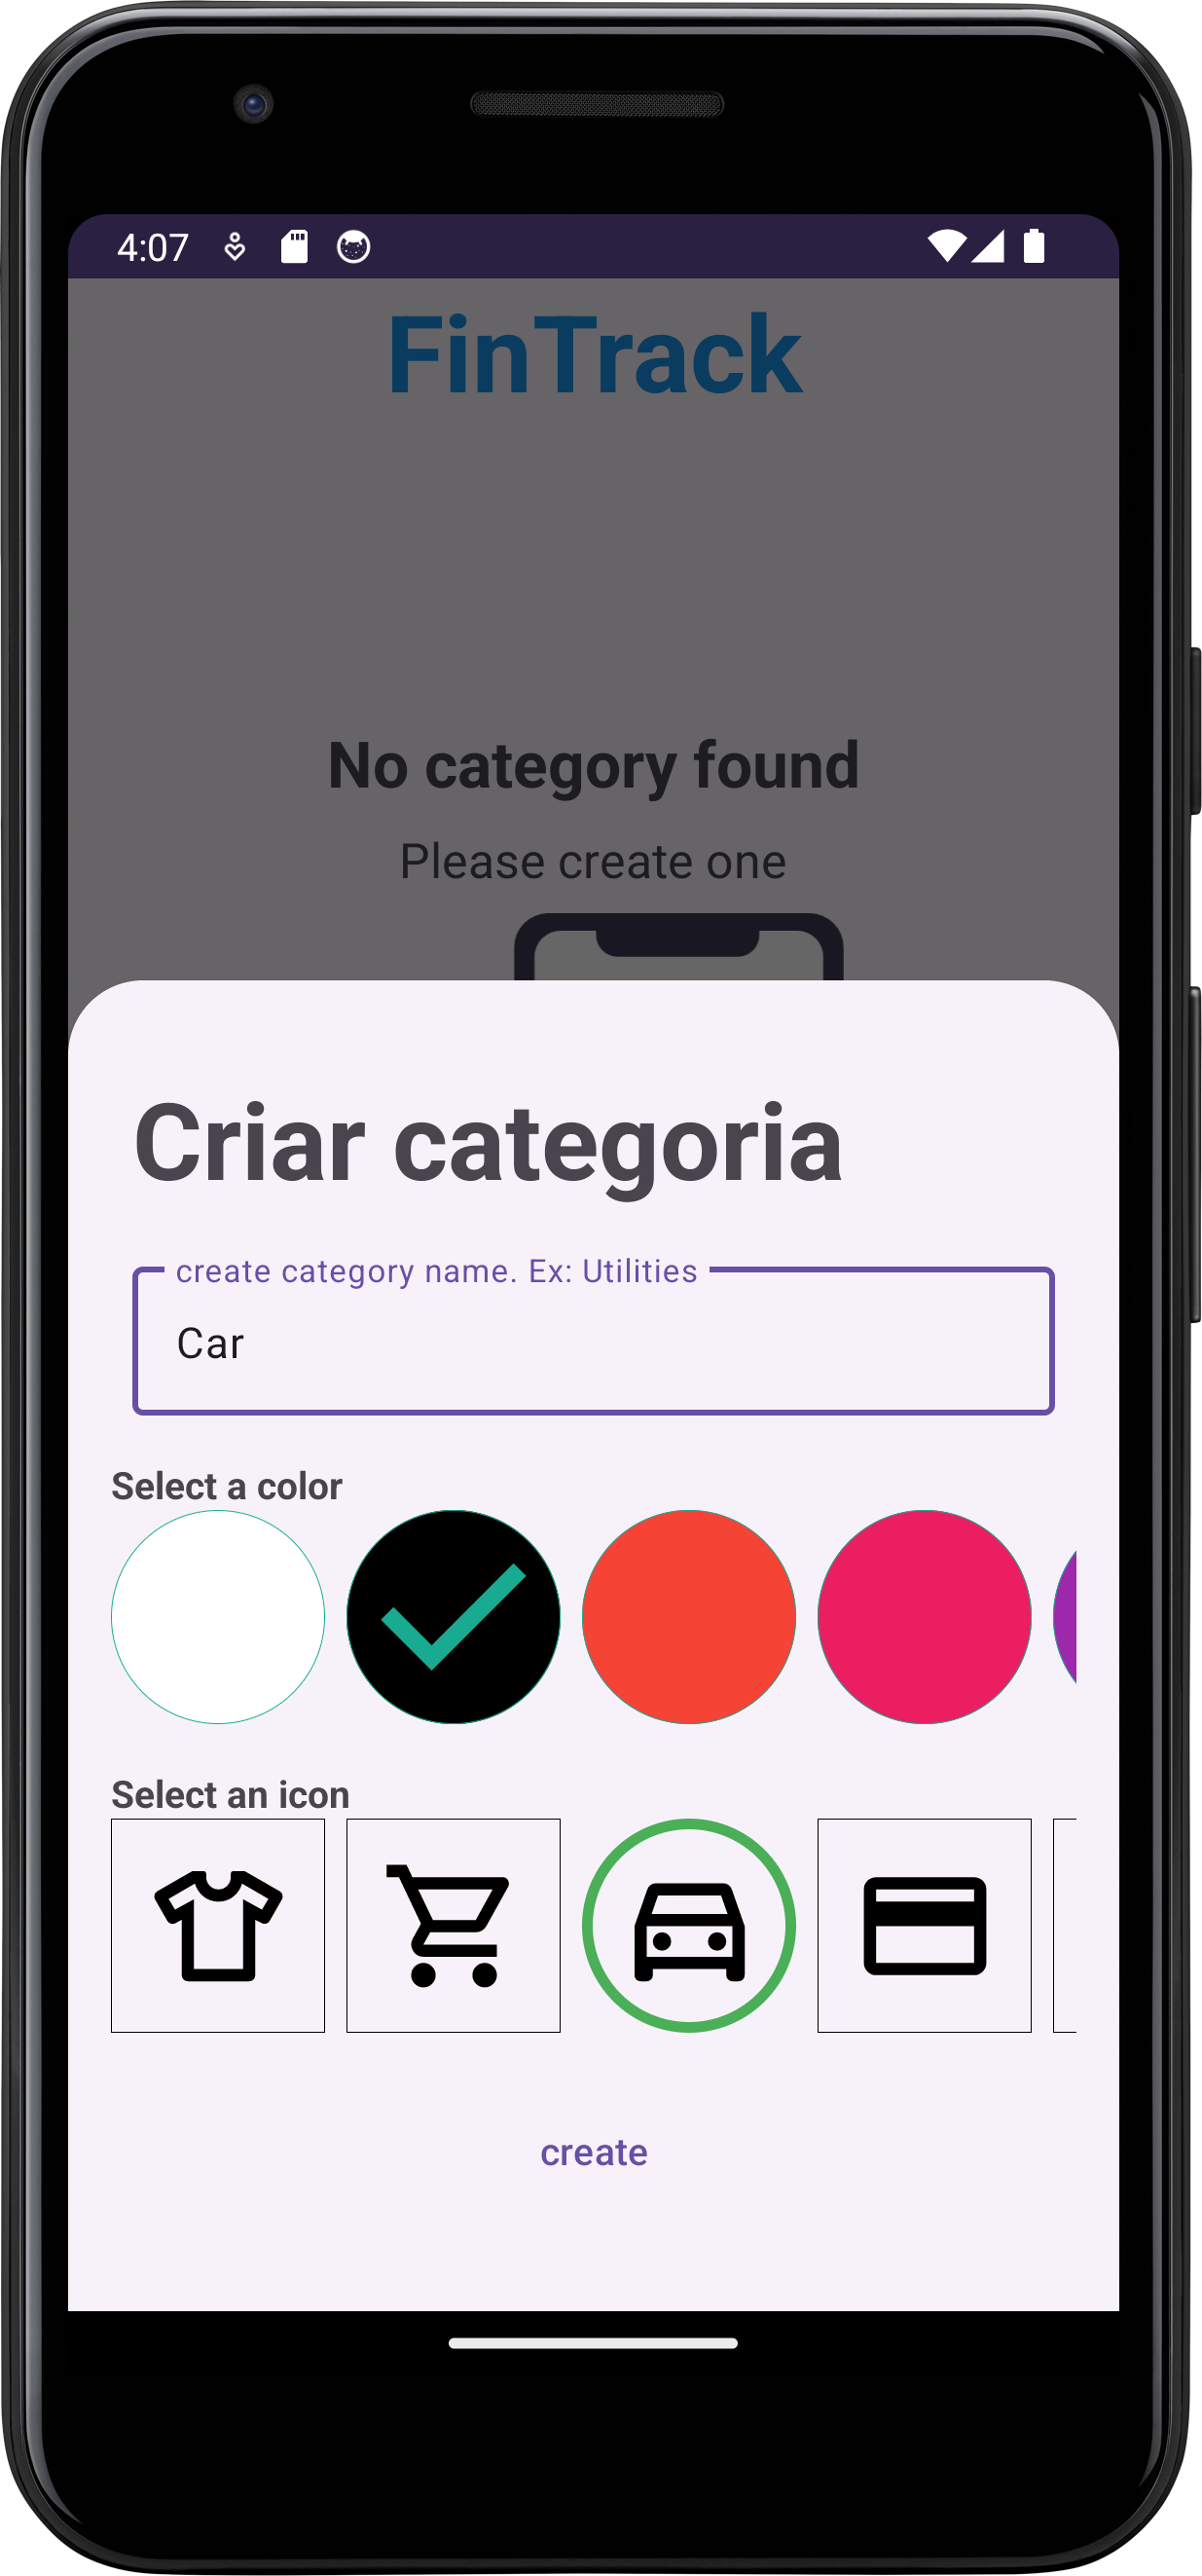 4:07
FinTrack
No category found
Please create one
Criar categoria
create category name. Ex: Utilities
Car
Select a color
Select an icon
create